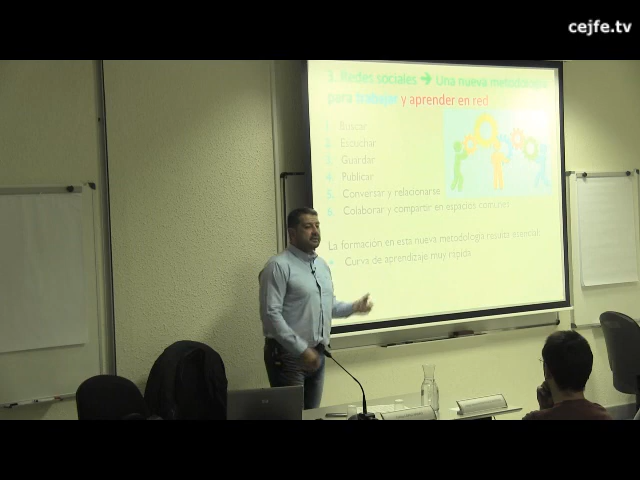 cejfe.tv
3. Redes sociales → Una nueva metodología
para trabajar y aprender en red
1. Buscar
2. Escuchar
3. Guardar
4. Publicar
5. Conversar y relacionarse
6. Colaborar y compartir en espacios comunes
La formación en esta nueva metodología resulta esencial:
• Curva de aprendizaje muy rápida